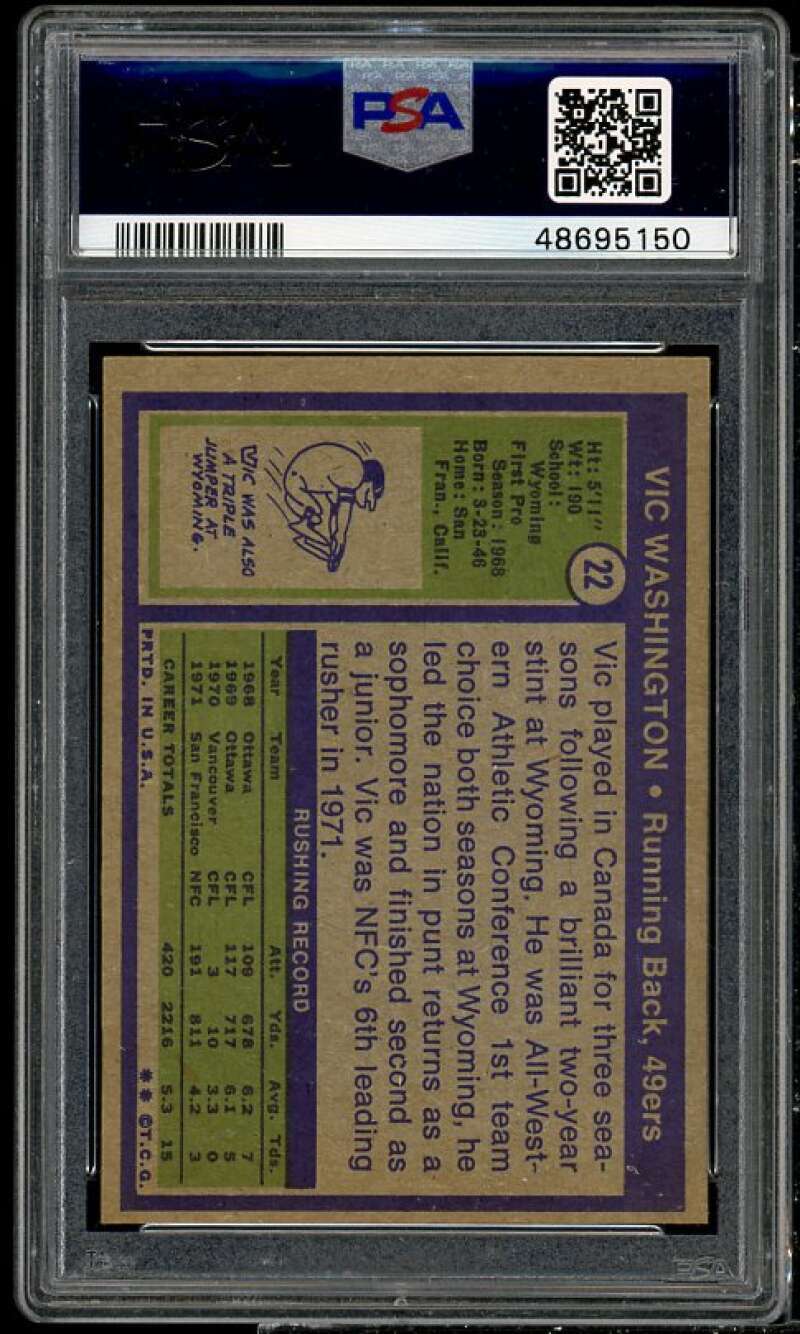 PSA
48695150
VIC WASHINGTON • Running Back, 49ers
22
Ht: 5'11"
Wt: 190
School:
Wyoming
First Pro
Season: 1968
Born: 3-23-46
Home: San
Fran., Calif.
VIC WAS ALSO
A TRIPLE
JUMPER AT
WYOMING.
Vic played in Canada for three sea-
sons following a brilliant two-year
stint at Wyoming. He was All-West-
ern Athletic Conference 1st team
choice both seasons at Wyoming, he
led the nation in punt returns as a
sophomore and finished second as
a junior. Vic was NFC's 6th leading
rusher in 1971.
RUSHING RECORD
Year Team Att. Yds. Avg. Tds.
1968 Ottawa CFL 109 678 6.2 7
1969 Ottawa CFL 117 717 6.1 5
1970 Vancouver CFL 3 10 3.3 0
1971 San Francisco NFC 191 811 4.2 3
CAREER TOTALS 420 2216 5.3 15
PRTD. IN U.S.A. ** ©T.C.G.
PSA